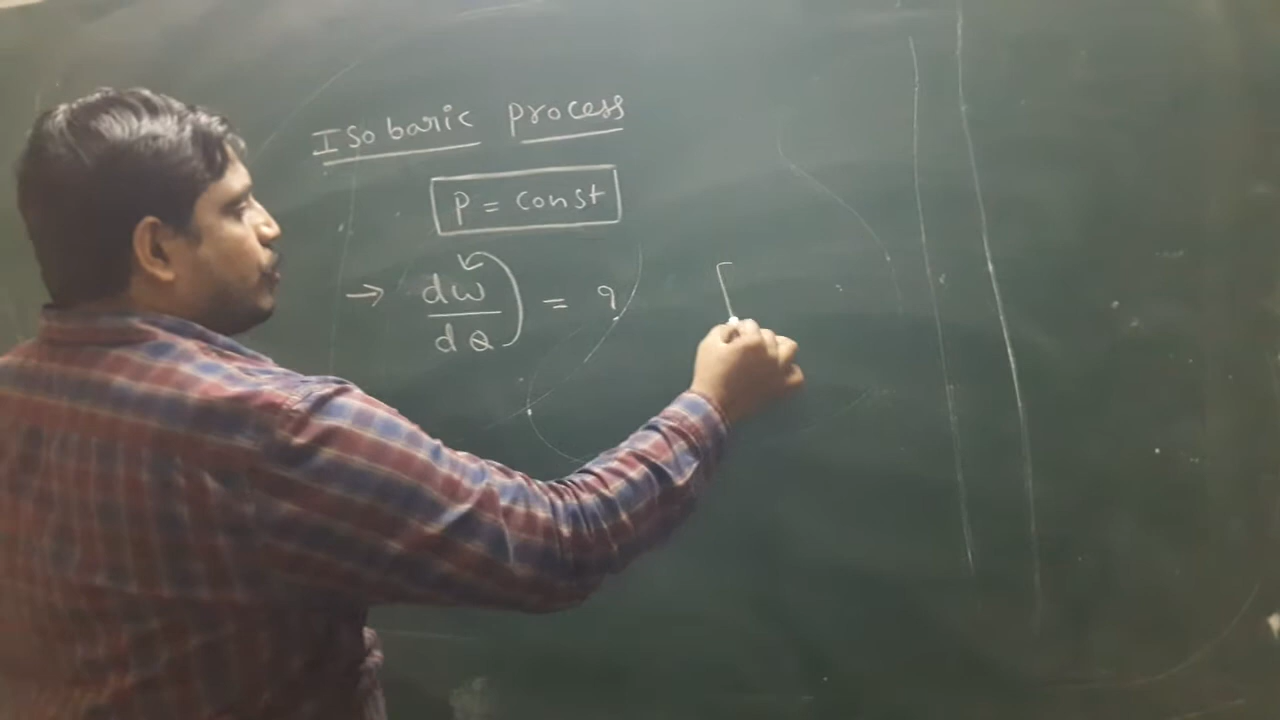 Isobaric process
P = const
→ dw/dQ = ?